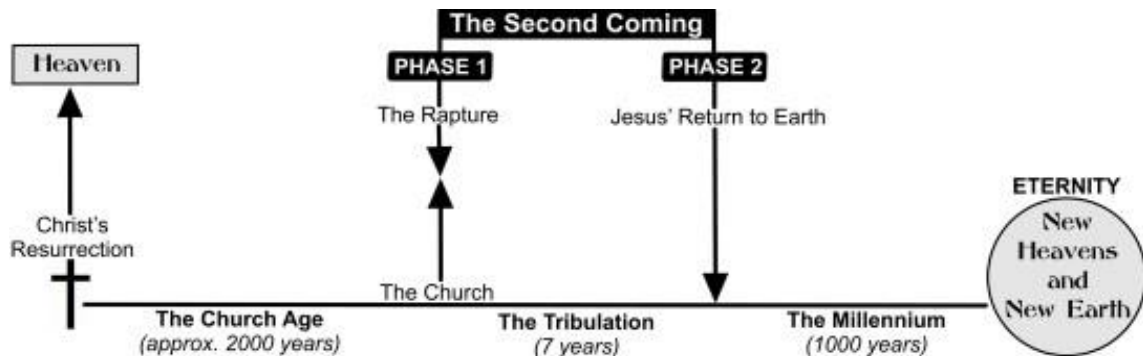 The Second Coming
Heaven
PHASE 1
PHASE 2
The Rapture
Jesus' Return to Earth
ETERNITY
Christ's
Resurrection
New
Heavens
and
New Earth
The Church
The Church Age
(approx. 2000 years)
The Tribulation
(7 years)
The Millennium
(1000 years)